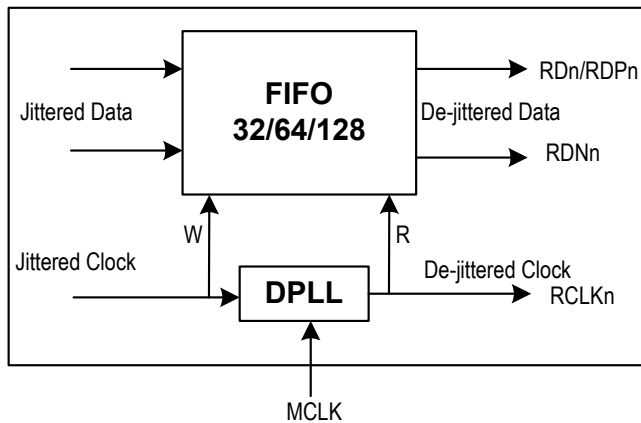 RDn/RDPn
FIFO
32/64/128
Jittered Data
De-jittered Data
RDNn
W
R
Jittered Clock
De-jittered Clock
DPLL
RCLKn
MCLK